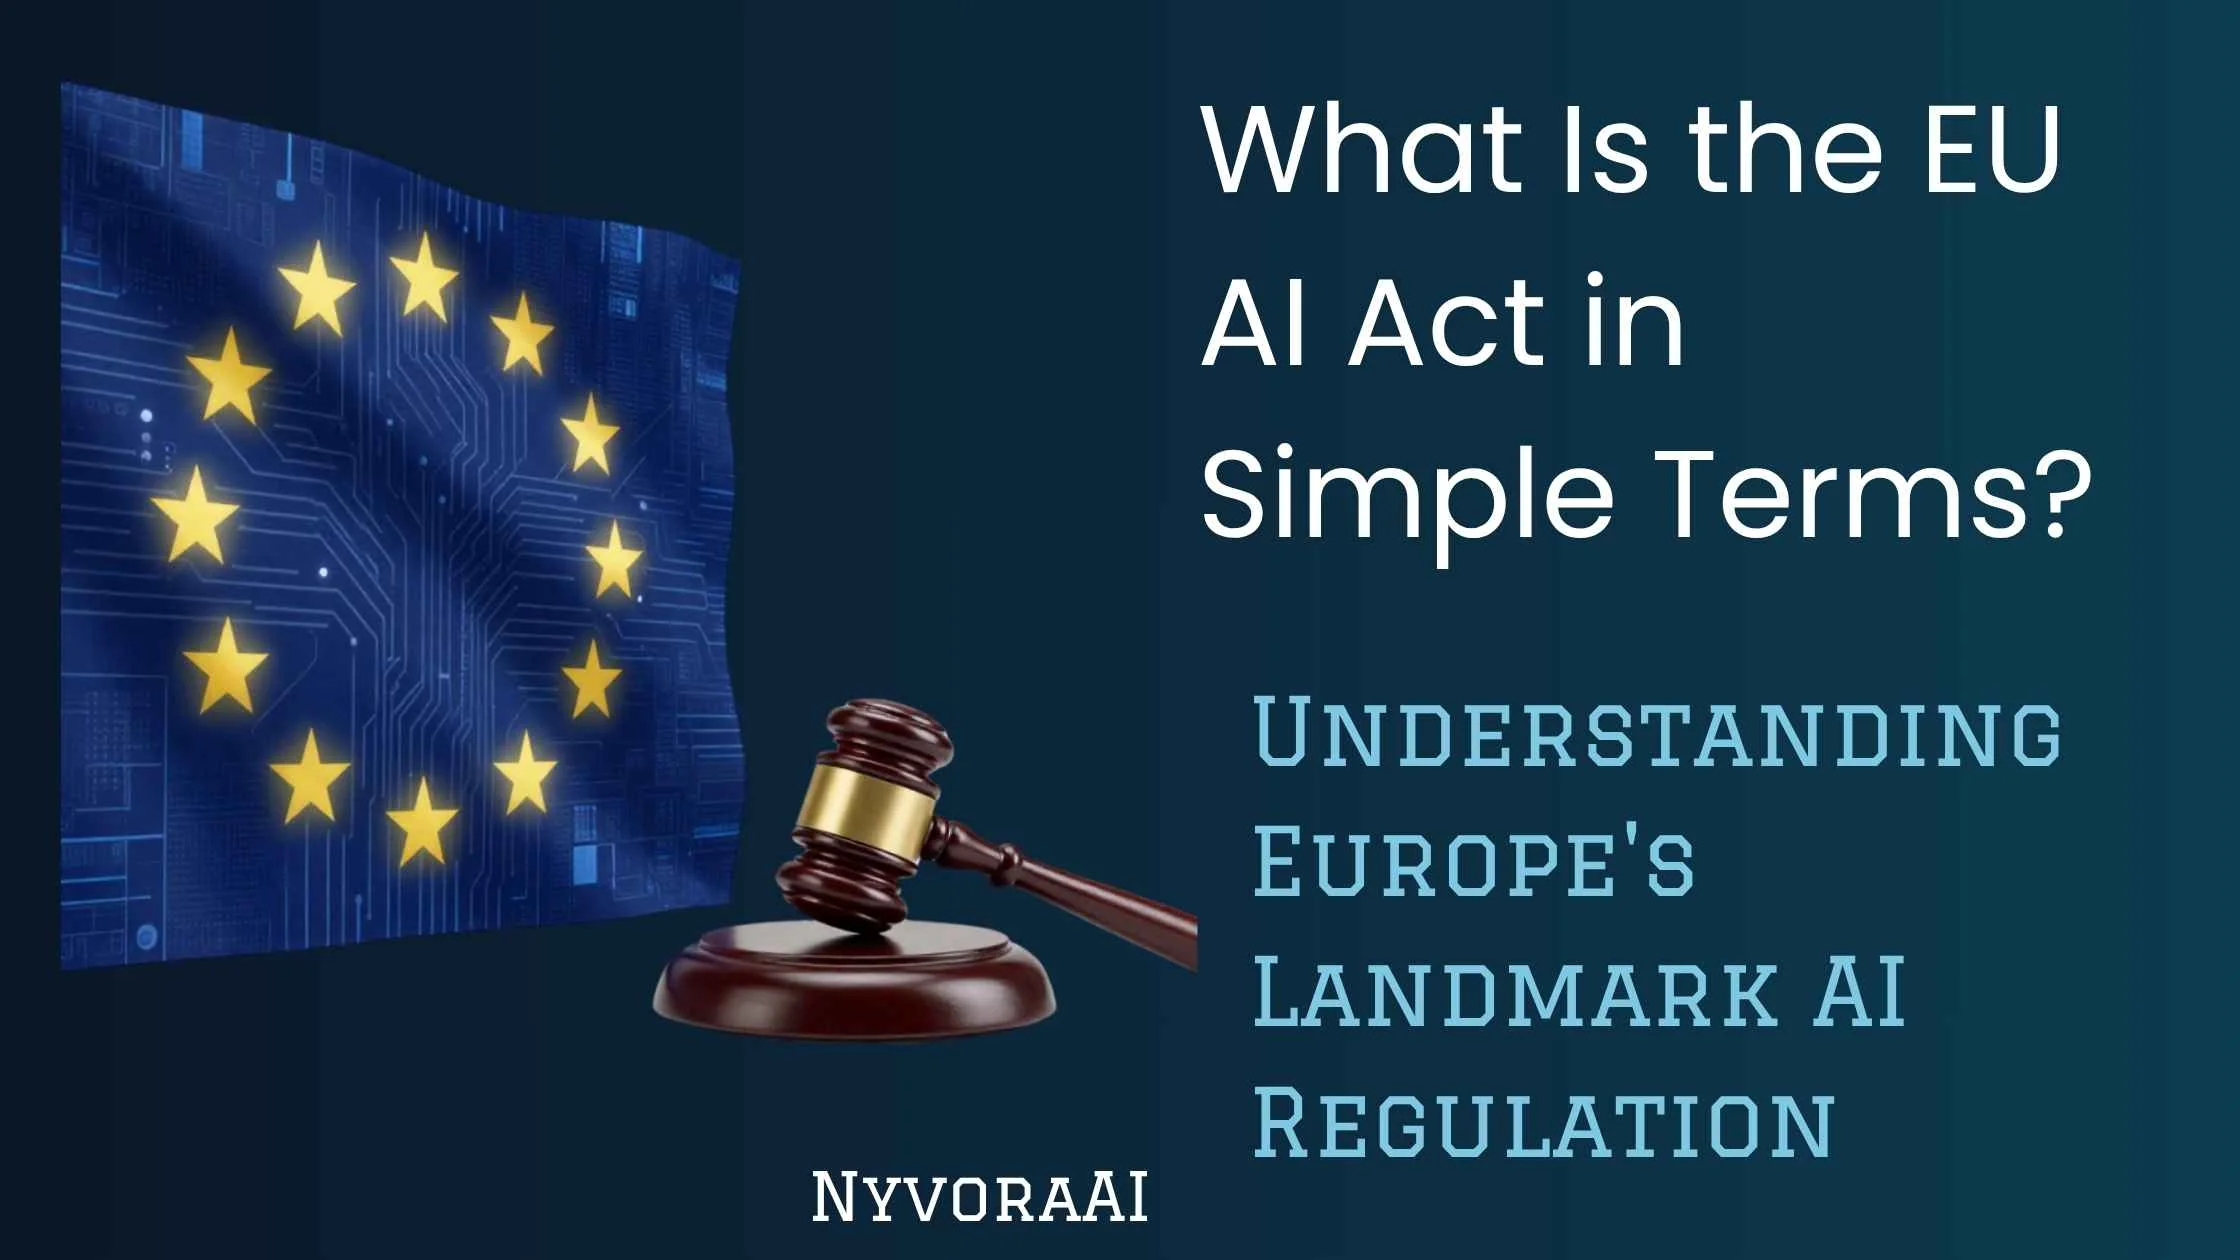 What Is the EU
AI Act in
Simple Terms?
Understanding
Europe's
Landmark AI
Regulation
NyvoraAI